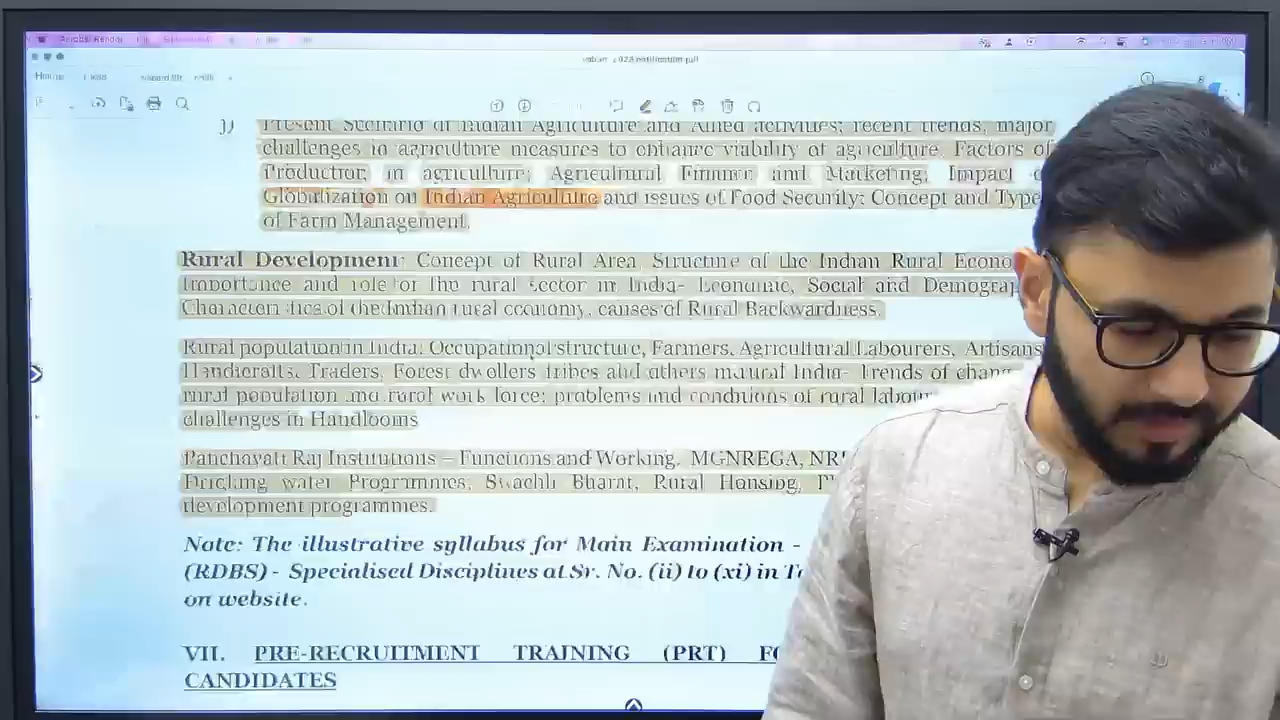 j) Present Scenario of Indian Agriculture and Allied activities; recent trends, major
challenges in agriculture measures to enhance viability of agriculture. Factors of
Production in agriculture; Agricultural Finance and Marketing; Impact o
Globalization on Indian Agriculture and issues of Food Security; Concept and Type
of Farm Management.
Rural Development: Concept of Rural Area, Structure of the Indian Rural Econo
Importance and role of the rural sector in India- Economic, Social and Demograp
Characteristics of the Indian rural economy, causes of Rural Backwardness.
Rural population in India; Occupational structure, Farmers, Agricultural Labourers, Artisans
Handicrafts, Traders, Forest dwellers tribes and others in rural India- Trends of chan
rural population and rural work force; problems and conditions of rural labou
challenges in Handlooms
Panchayati Raj Institutions – Functions and Working. MGNREGA, NR
Drinking water Programmes, Swachh Bharat, Rural Housing, P
development programmes.
Note: The illustrative syllabus for Main Examination -
(RDBS) - Specialised Disciplines at Sr. No. (ii) to (xi) in T
on website.
VII. PRE-RECRUITMENT TRAINING (PRT) FO
CANDIDATES